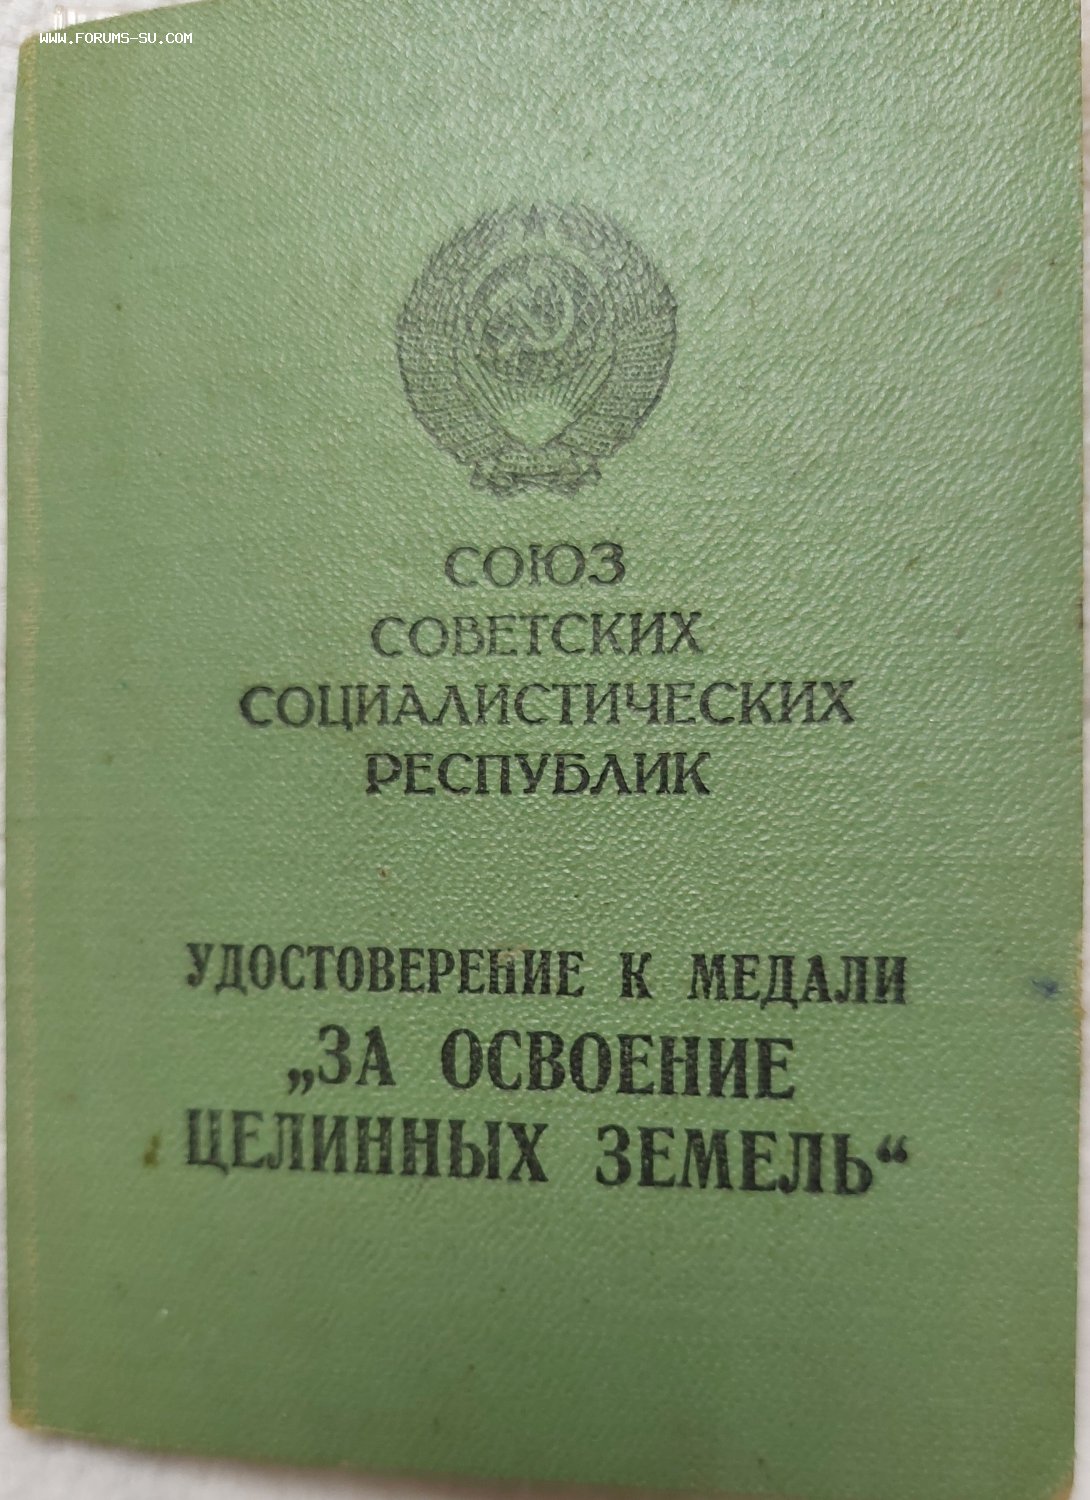 www.forums-su.com
СОЮЗ
СОВЕТСКИХ
СОЦИАЛИСТИЧЕСКИХ
РЕСПУБЛИК
УДОСТОВЕРЕНИЕ К МЕДАЛИ
„ЗА ОСВОЕНИЕ
ЦЕЛИННЫХ ЗЕМЕЛЬ“